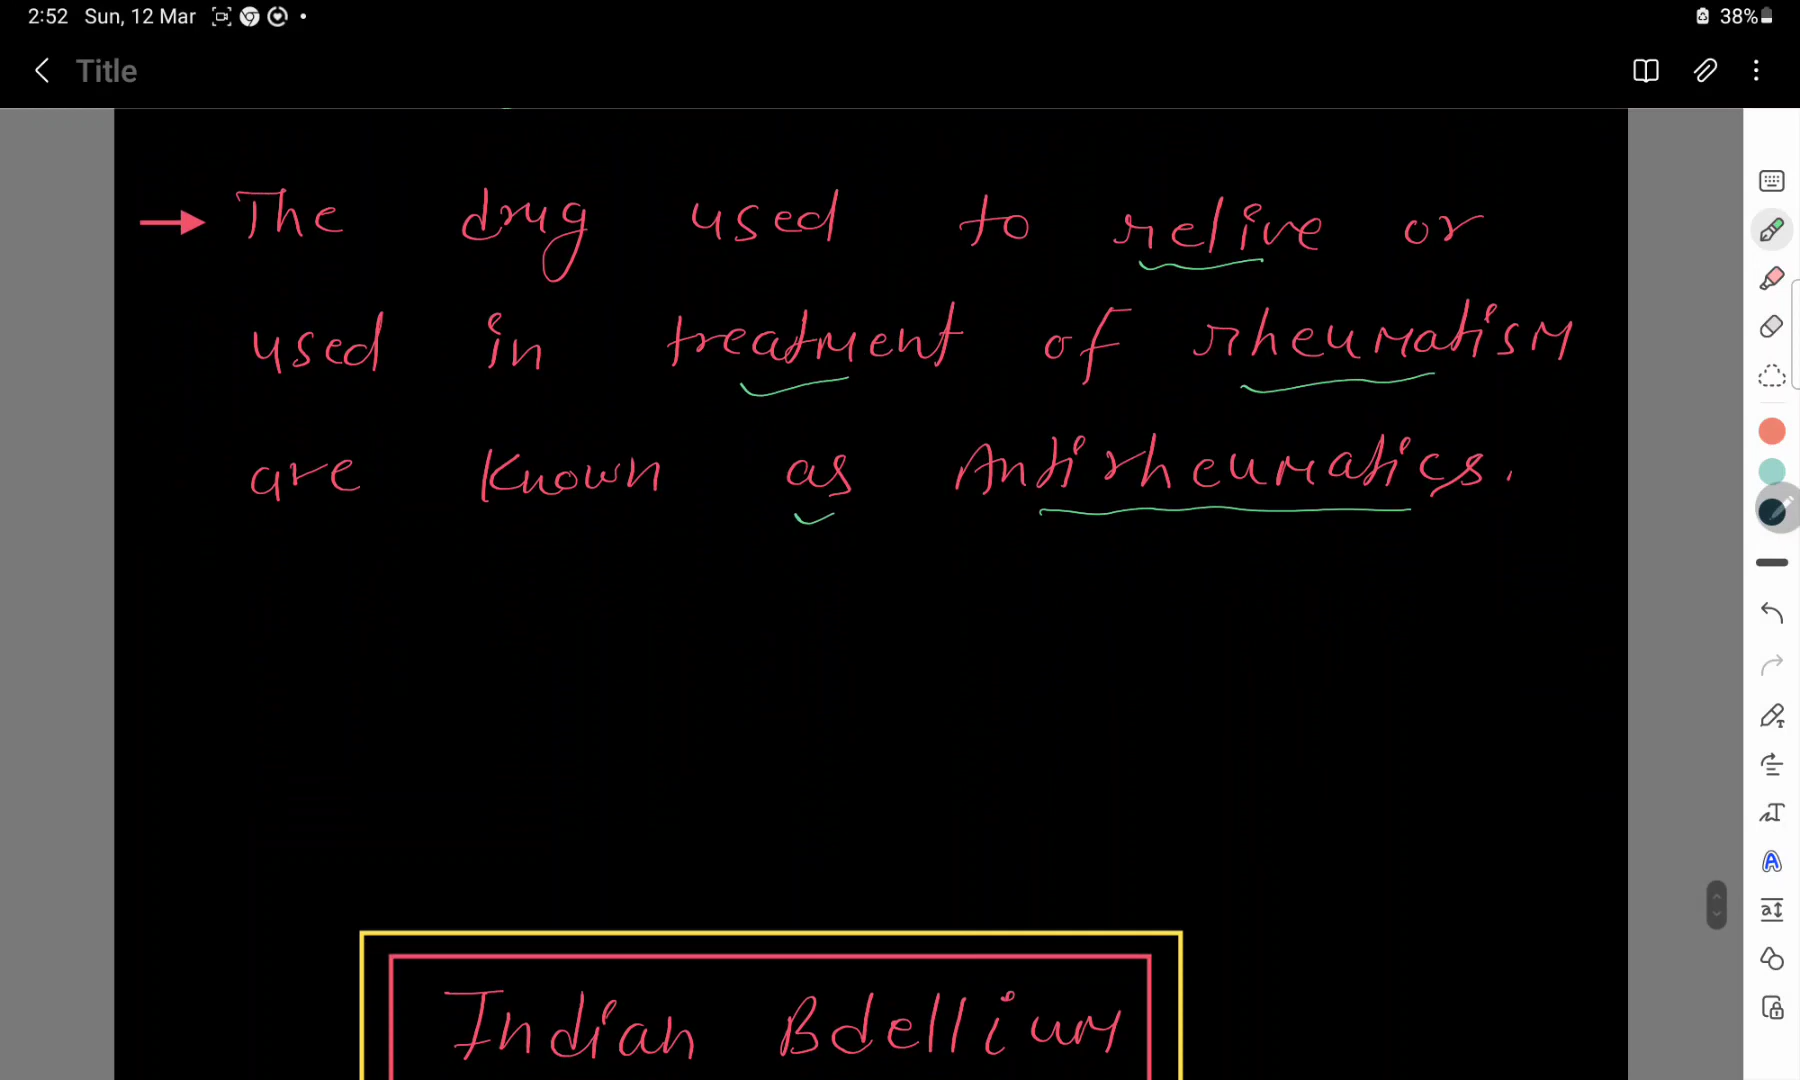 2:52 Sun, 12 Mar 38%
Title
The drug used to relive or
used in treatment of rheumatism
are Known as Antirheumatics.
Indian Bdellium